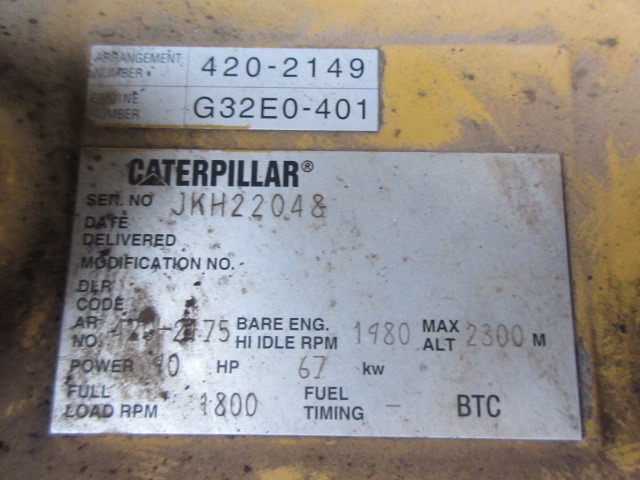 ARRANGEMENT NUMBER 420-2149
NUMBER G32E0-401
CATERPILLAR®
SER. NO JKH22048
DATE
DELIVERED
MODIFICATION NO.
DLR
CODE
AR NO. BARE ENG. HI IDLE RPM 1980 MAX ALT 2300 M
POWER HP 67 kw
FULL LOAD RPM 1800 FUEL TIMING - BTC